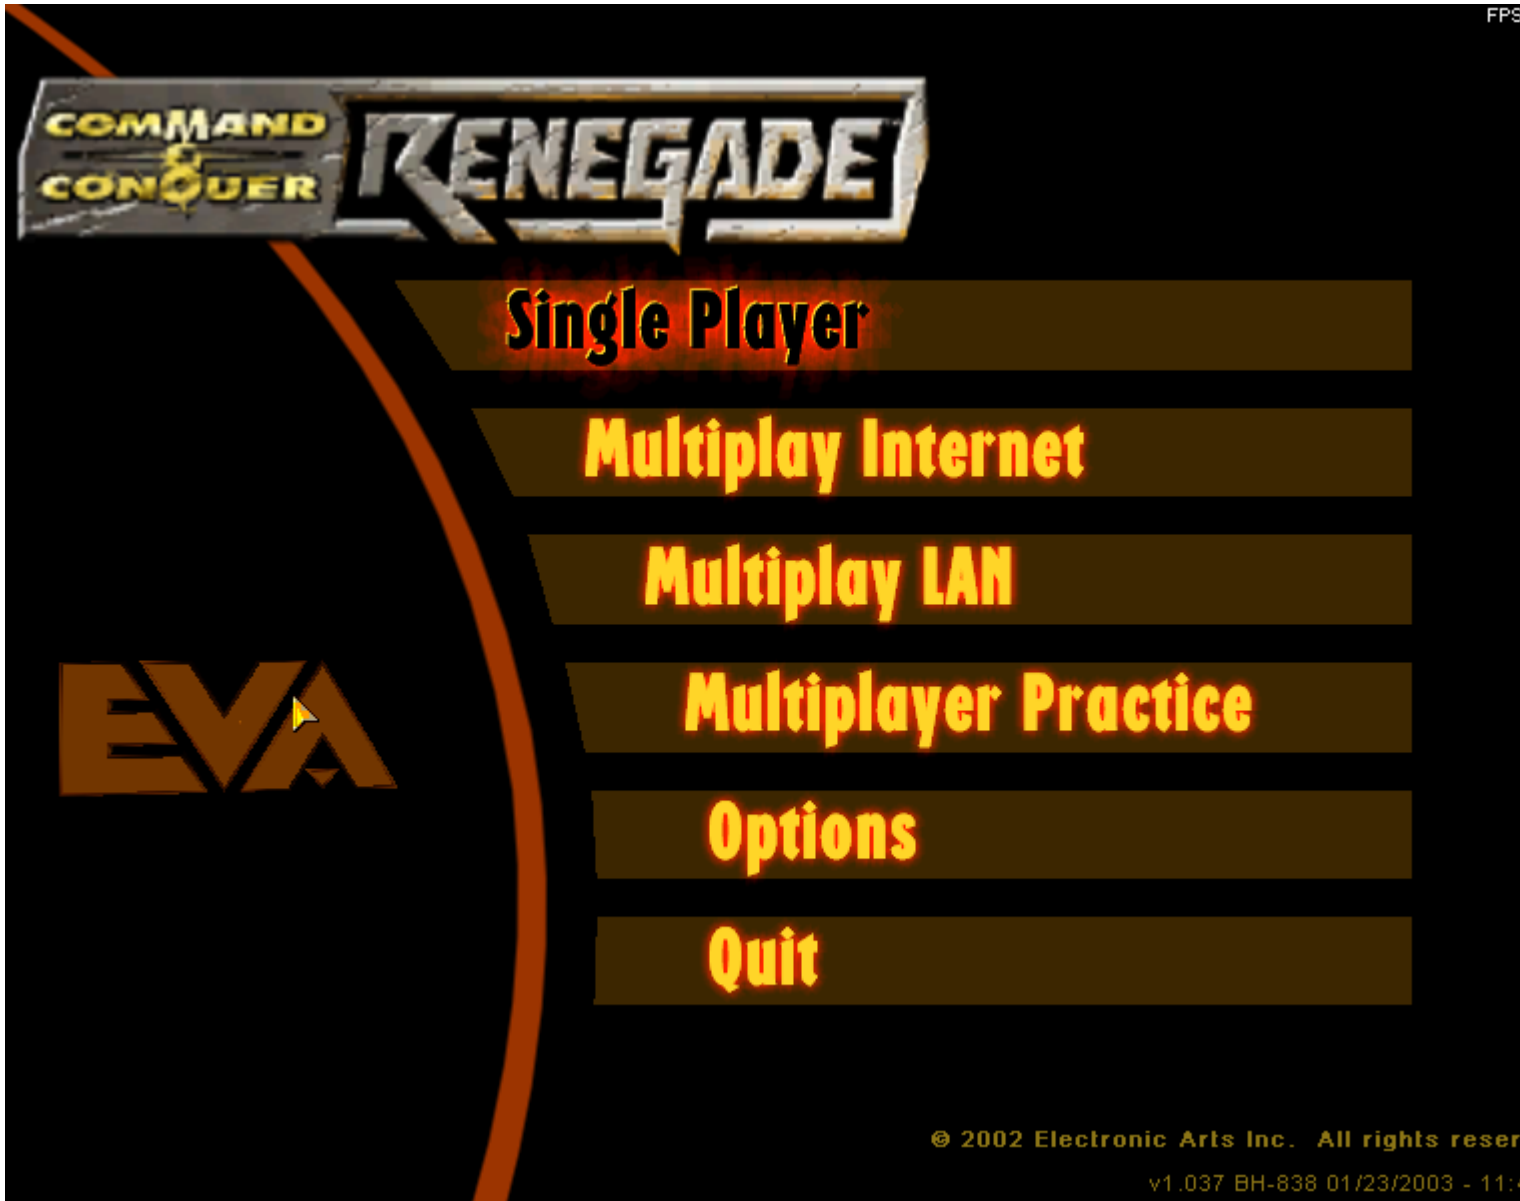 FPS
COMMAND
&
CONQUER
RENEGADE
Single Player
Multiplay Internet
Multiplay LAN
Multiplayer Practice
EVA
Options
Quit
© 2002 Electronic Arts Inc. All rights reser
v1.037 BH-838 01/23/2003 - 11: